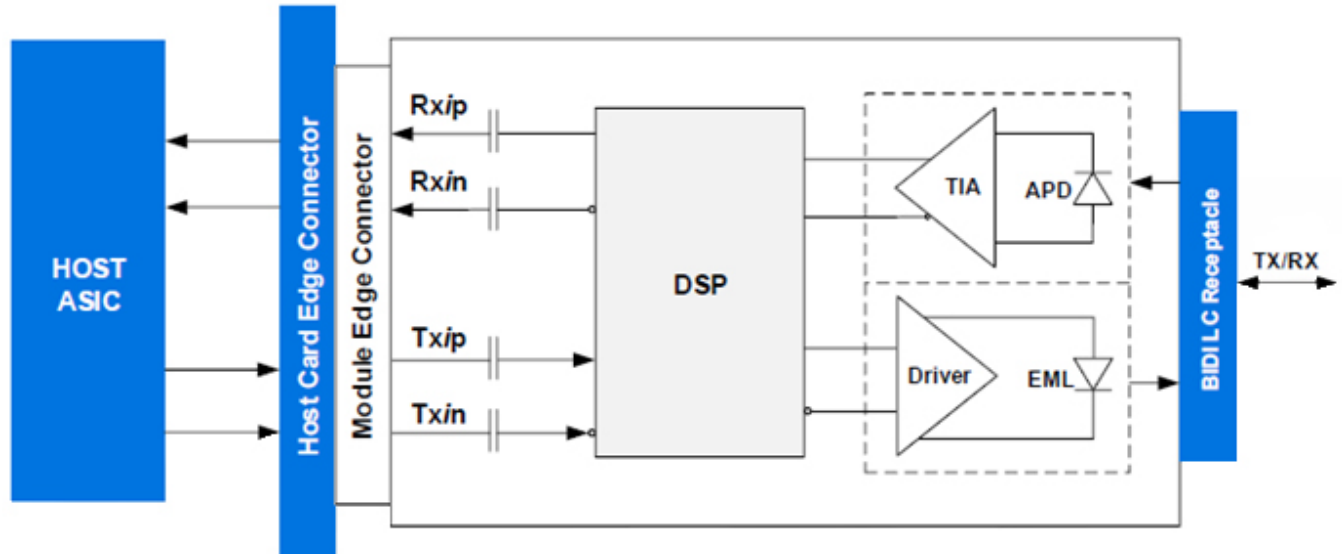 HOST
ASIC
Host Card Edge Connector
Module Edge Connector
Rxip
Rxin
Txip
Txin
DSP
TIA
APD
Driver
EML
BIDI LC Receptacle
TX/RX